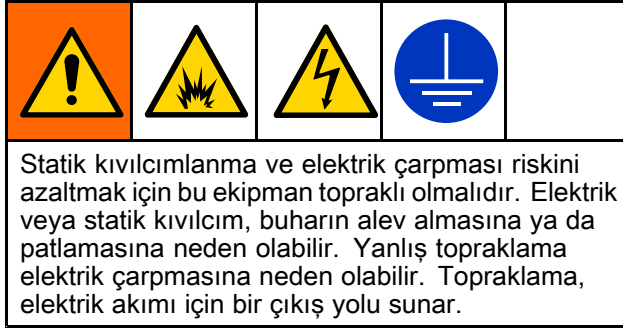 Statik kıvılcımlanma ve elektrik çarpması riskini
azaltmak için bu ekipman topraklı olmalıdır. Elektrik
veya statik kıvılcım, buharın alev almasına ya da
patlamasına neden olabilir. Yanlış topraklama
elektrik çarpmasına neden olabilir. Topraklama,
elektrik akımı için bir çıkış yolu sunar.